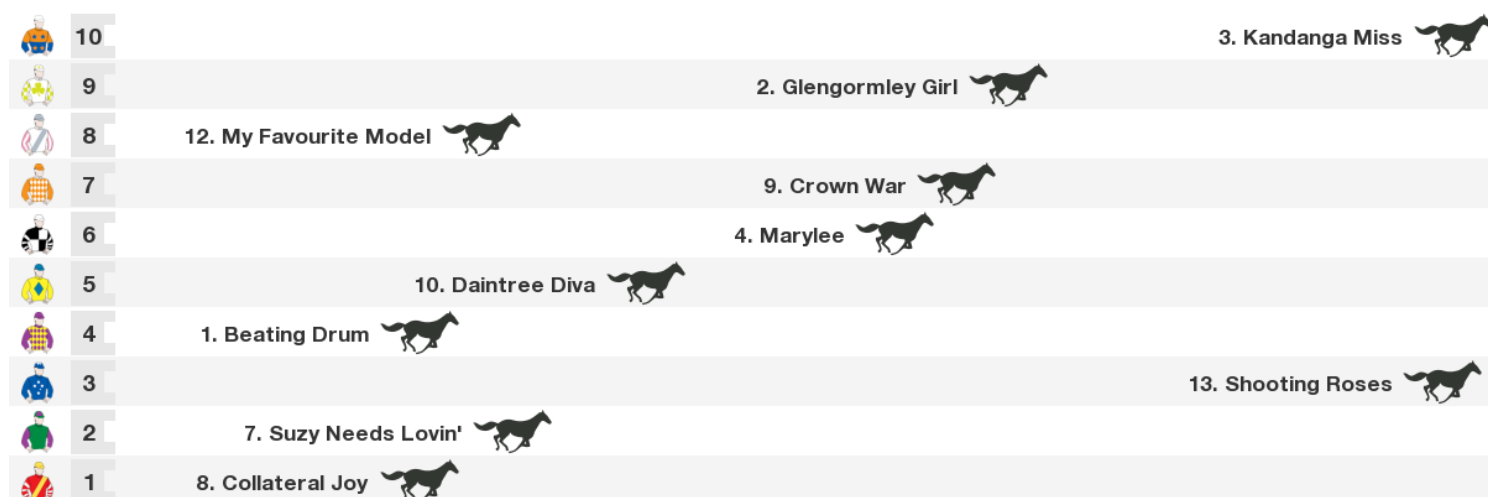 10 3. Kandanga Miss
9 2. Glengormley Girl
8 12. My Favourite Model
7 9. Crown War
6 4. Marylee
5 10. Daintree Diva
4 1. Beating Drum
3 13. Shooting Roses
2 7. Suzy Needs Lovin'
1 8. Collateral Joy